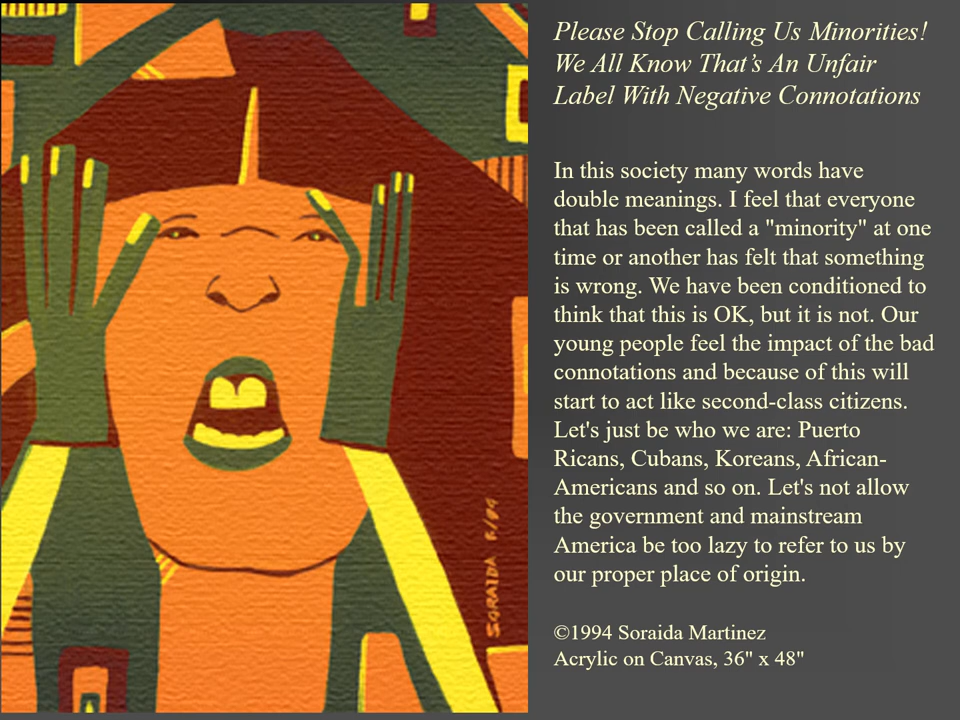 Please Stop Calling Us Minorities!
We All Know That's An Unfair
Label With Negative Connotations
In this society many words have
double meanings. I feel that everyone
that has been called a "minority" at one
time or another has felt that something
is wrong. We have been conditioned to
think that this is OK, but it is not. Our
young people feel the impact of the bad
connotations and because of this will
start to act like second-class citizens.
Let's just be who we are: Puerto
Ricans, Cubans, Koreans, African-
Americans and so on. Let's not allow
the government and mainstream
America be too lazy to refer to us by
our proper place of origin.
©1994 Soraida Martinez
Acrylic on Canvas, 36" x 48"
SORAIDA